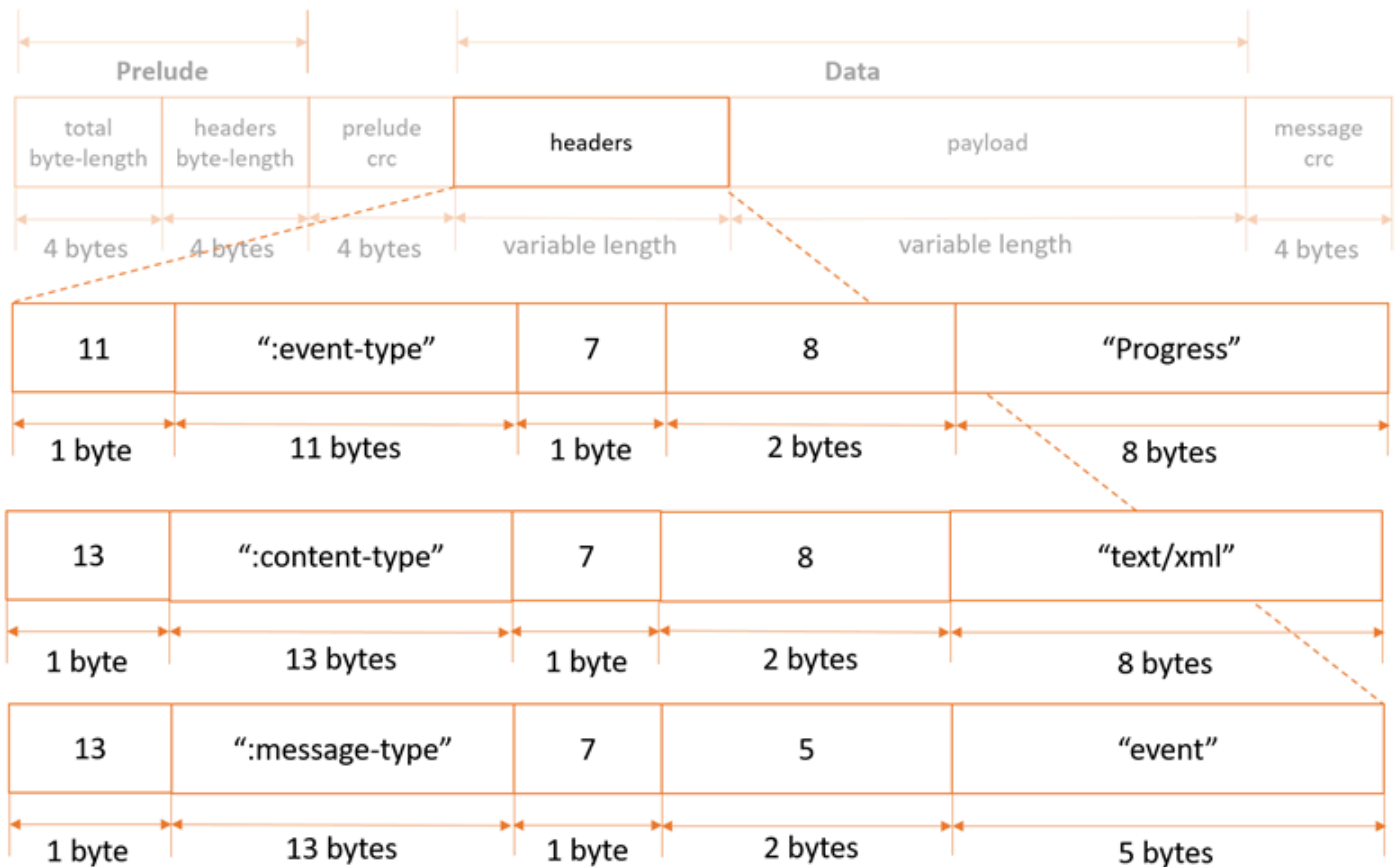 Prelude
Data
total
byte-length
headers
byte-length
prelude
crc
headers
payload
message
crc
4 bytes
4 bytes
4 bytes
variable length
variable length
4 bytes
11
“:event-type”
7
8
“Progress”
1 byte
11 bytes
1 byte
2 bytes
8 bytes
13
“:content-type”
7
8
“text/xml”
1 byte
13 bytes
1 byte
2 bytes
8 bytes
13
“:message-type”
7
5
“event”
1 byte
13 bytes
1 byte
2 bytes
5 bytes